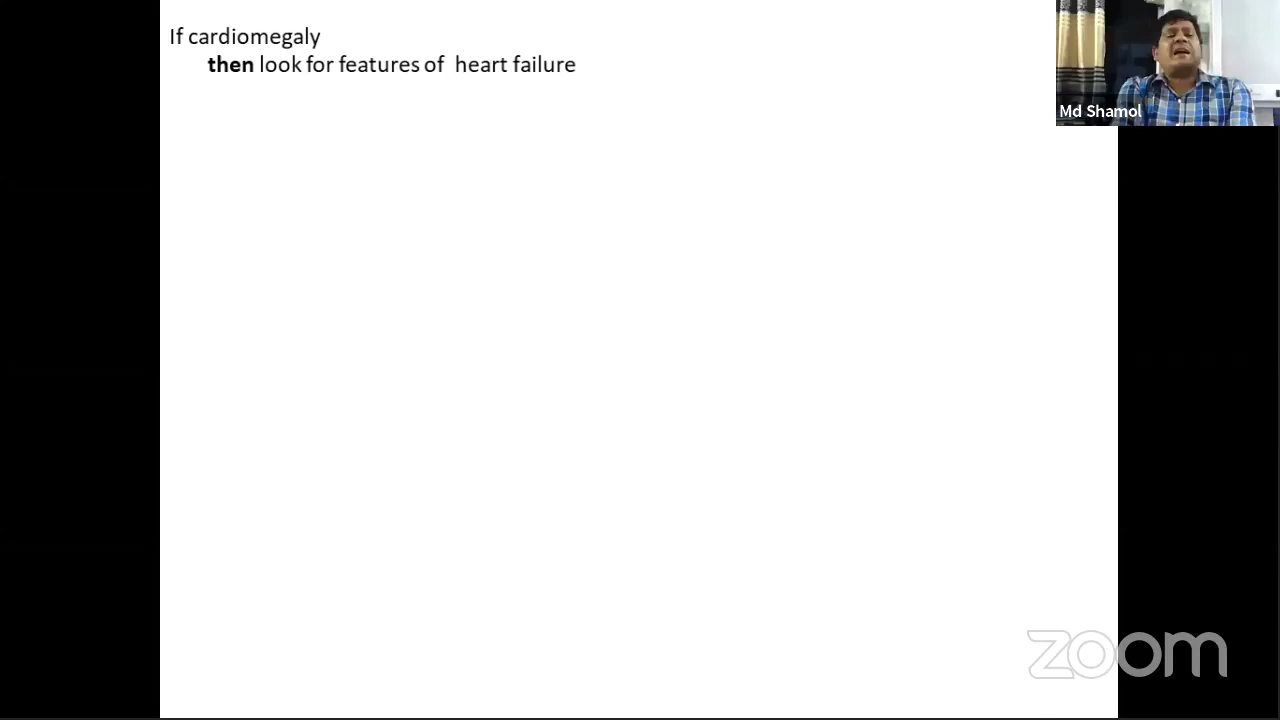 If cardiomegaly
then look for features of heart failure
Md Shamol
zoom